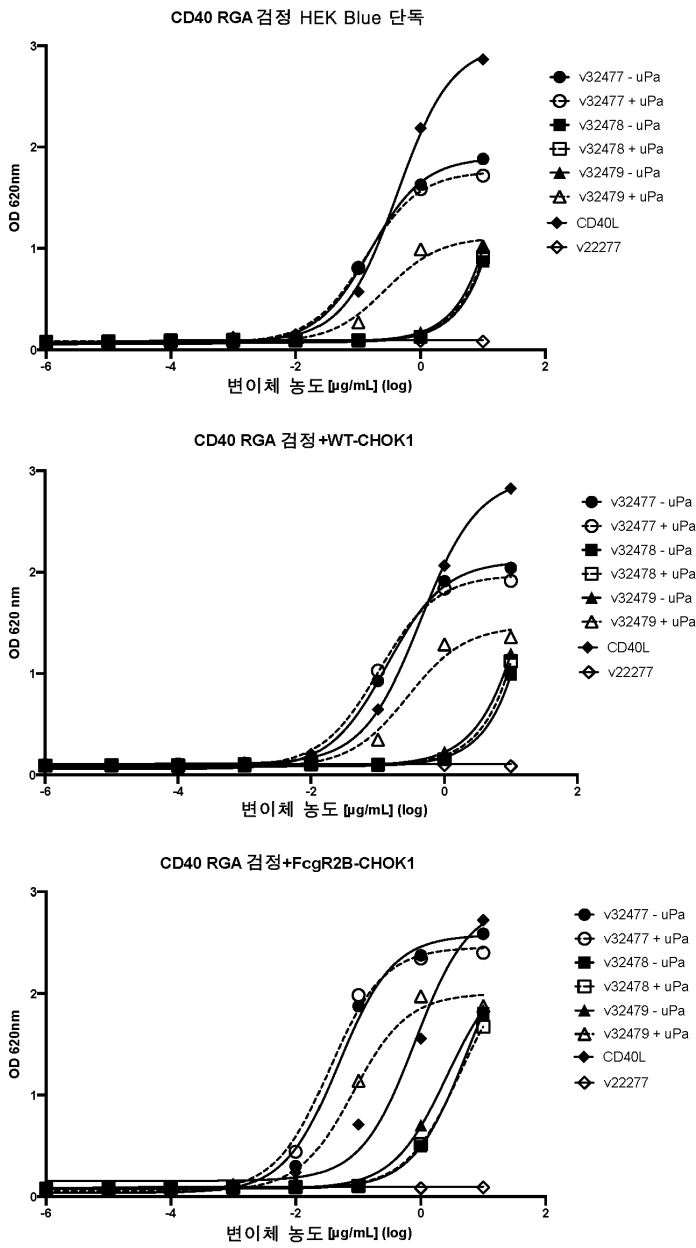 CD40 RGA 검정 HEK Blue 단독
3
2
1
0
OD 620nm
-6
-4
-2
0
2
변이체 농도 [µg/mL] (log)
v32477 - uPa
v32477 + uPa
v32478 - uPa
v32478 + uPa
v32479 - uPa
v32479 + uPa
CD40L
v22277
CD40 RGA 검정+WT-CHOK1
3
2
1
0
OD 620 nm
-6
-4
-2
0
2
변이체 농도 [µg/mL] (log)
v32477 - uPa
v32477 + uPa
v32478 - uPa
v32478 + uPa
v32479 - uPa
v32479 + uPa
CD40L
v22277
CD40 RGA 검정+FcgR2B-CHOK1
3
2
1
0
OD 620nm
-6
-4
-2
0
2
변이체 농도 [µg/mL] (log)
v32477 - uPa
v32477 + uPa
v32478 - uPa
v32478 + uPa
v32479 - uPa
v32479 + uPa
CD40L
v22277